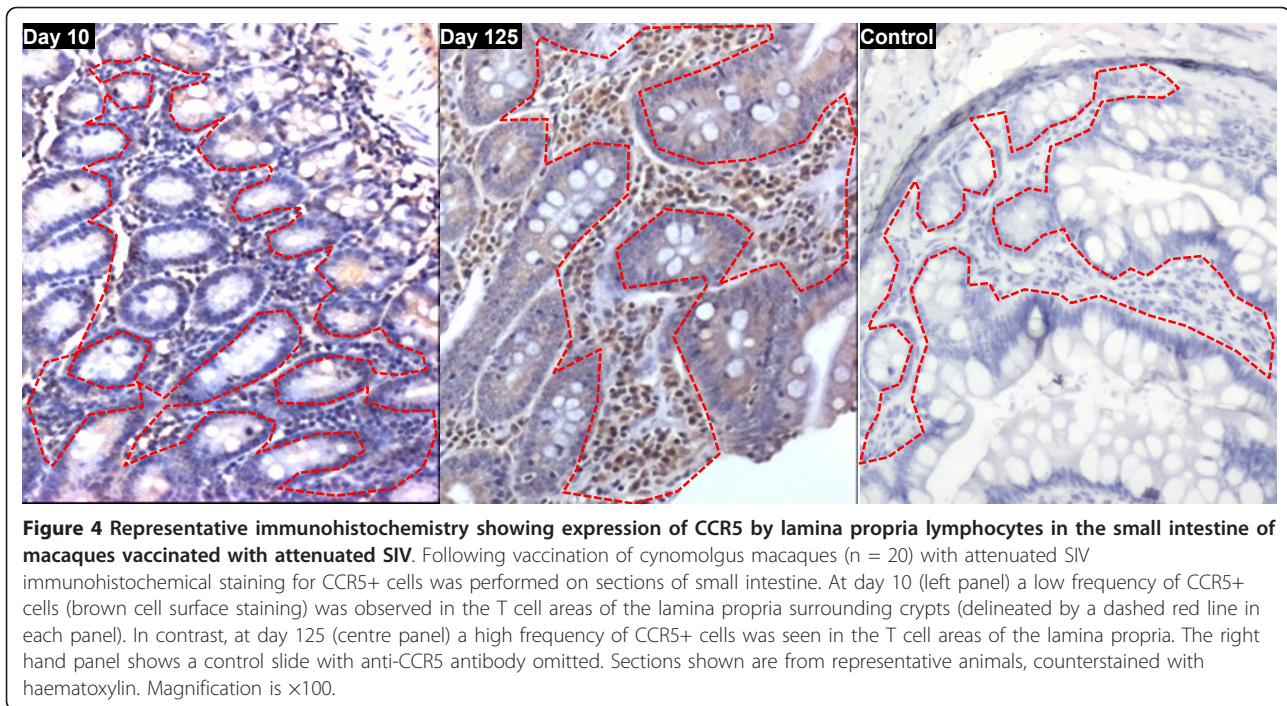 Day 10
Day 125
Control
Figure 4 Representative immunohistochemistry showing expression of CCR5 by lamina propria lymphocytes in the small intestine of
macaques vaccinated with attenuated SIV. Following vaccination of cynomolgus macaques (n = 20) with attenuated SIV
immunohistochemical staining for CCR5+ cells was performed on sections of small intestine. At day 10 (left panel) a low frequency of CCR5+
cells (brown cell surface staining) was observed in the T cell areas of the lamina propria surrounding crypts (delineated by a dashed red line in
each panel). In contrast, at day 125 (centre panel) a high frequency of CCR5+ cells was seen in the T cell areas of the lamina propria. The right
hand panel shows a control slide with anti-CCR5 antibody omitted. Sections shown are from representative animals, counterstained with
haematoxylin. Magnification is ×100.